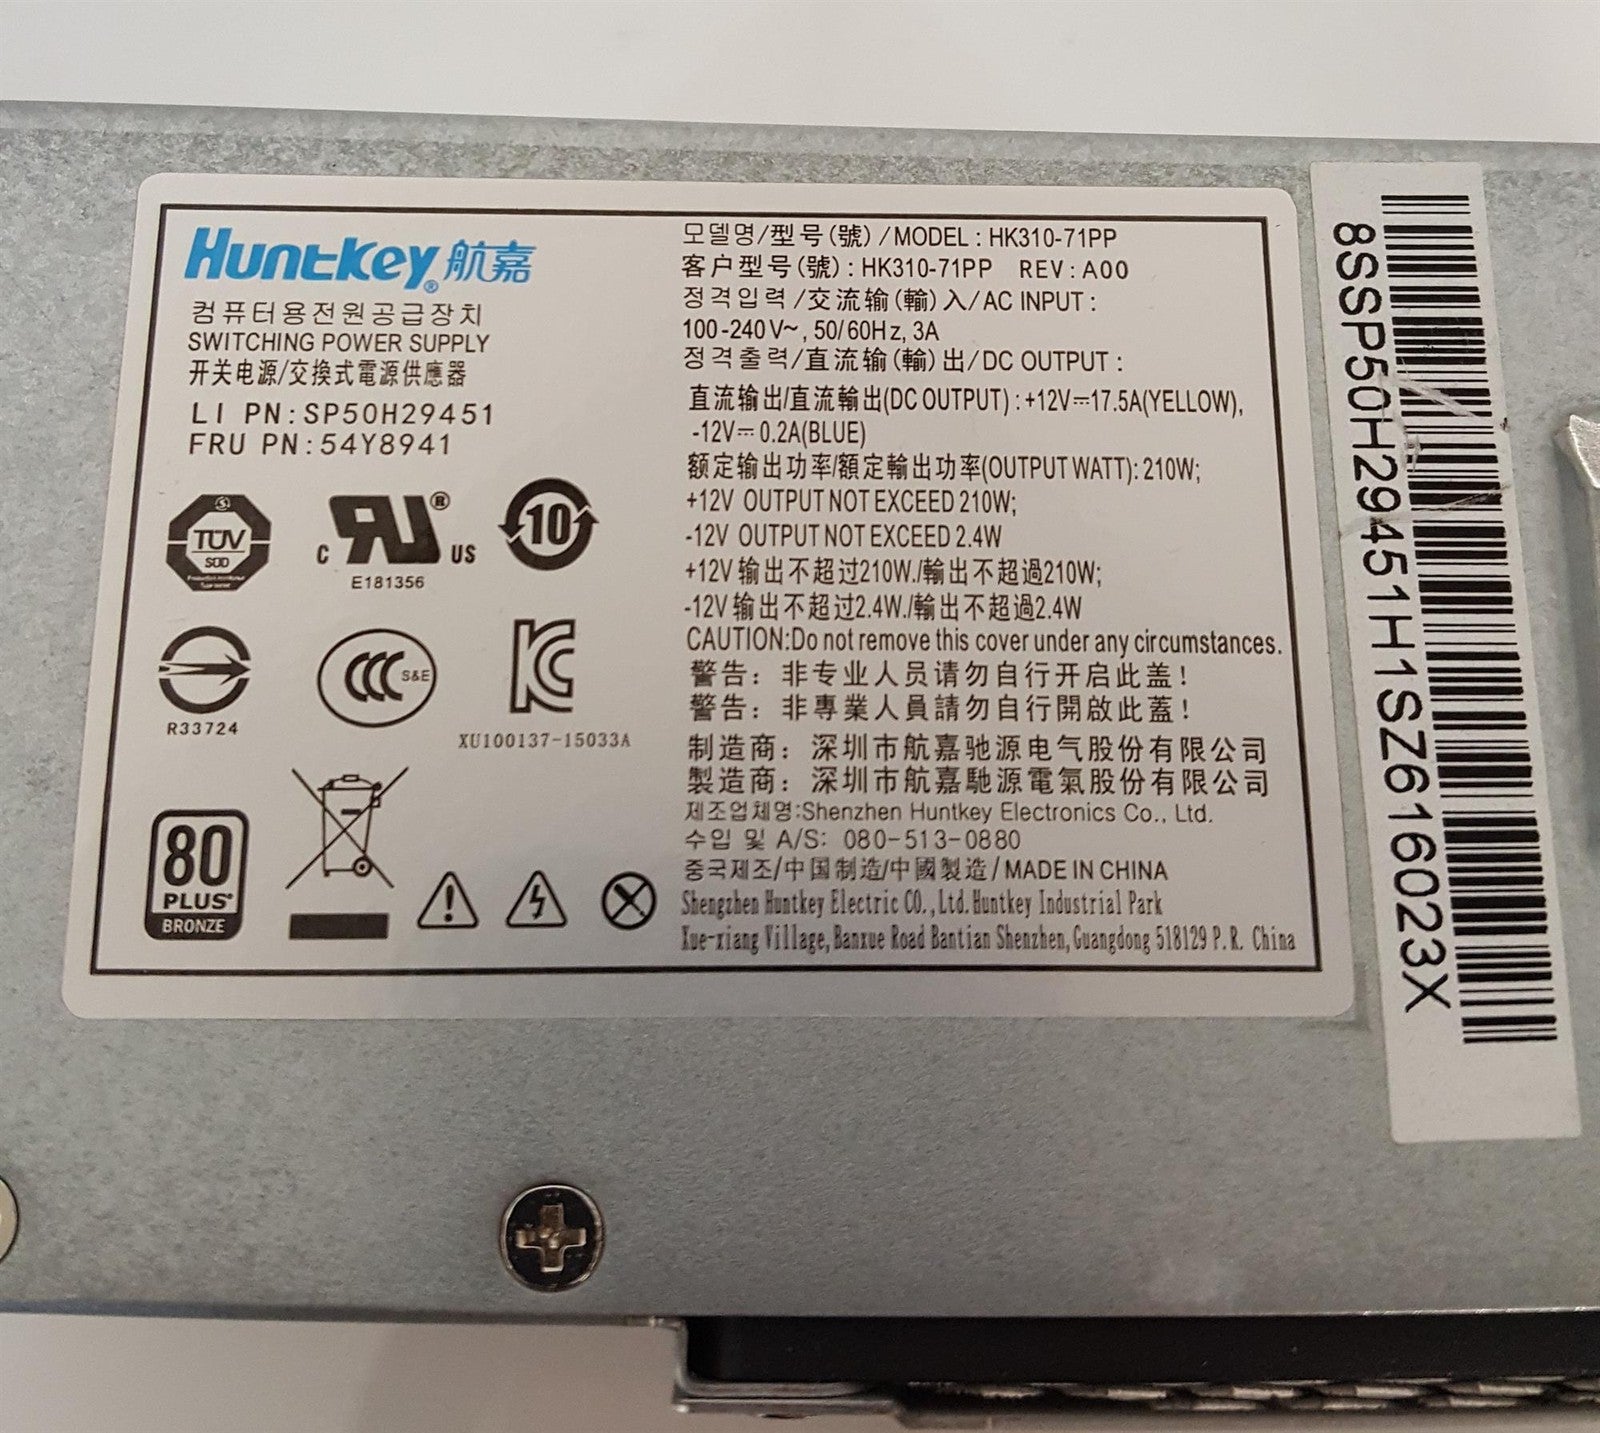 Huntkey® 航嘉
컴퓨터용전원공급장치
SWITCHING POWER SUPPLY
开关电源/交換式電源供應器
LI PN:SP50H29451
FRU PN:54Y8941
TÜV
SÜD
C UL® US
E181356
10
R33724
CCC S&E
KC
XU100137-15033A
80
PLUS®
BRONZE
모델명/型号(號)/MODEL:HK310-71PP
客户型号(號):HK310-71PP REV:A00
정격입력/交流输(輸)入/AC INPUT:
100-240V~, 50/60Hz, 3A
정격출력/直流输(輸)出/DC OUTPUT:
直流输出/直流輸出(DC OUTPUT):+12V⎓17.5A(YELLOW),
-12V⎓0.2A(BLUE)
额定输出功率/額定輸出功率(OUTPUT WATT):210W;
+12V OUTPUT NOT EXCEED 210W;
-12V OUTPUT NOT EXCEED 2.4W
+12V输出不超过210W./輸出不超過210W;
-12V输出不超过2.4W./輸出不超過2.4W
CAUTION:Do not remove this cover under any circumstances.
警告：非专业人员请勿自行开启此盖！
警告：非專業人員請勿自行開啟此蓋！
制造商：深圳市航嘉驰源电气股份有限公司
製造商：深圳市航嘉馳源電氣股份有限公司
제조업체명:Shenzhen Huntkey Electronics Co., Ltd.
수입 및 A/S: 080-513-0880
중국제조/中国制造/中國製造/MADE IN CHINA
Shengzhen Huntkey Electric CO.,Ltd.Huntkey Industrial Park
Xue-xiang Village,Banxue Road Bantian Shenzhen,Guangdong 518129 P.R. China
8SSP50H29451H1SZ616023X